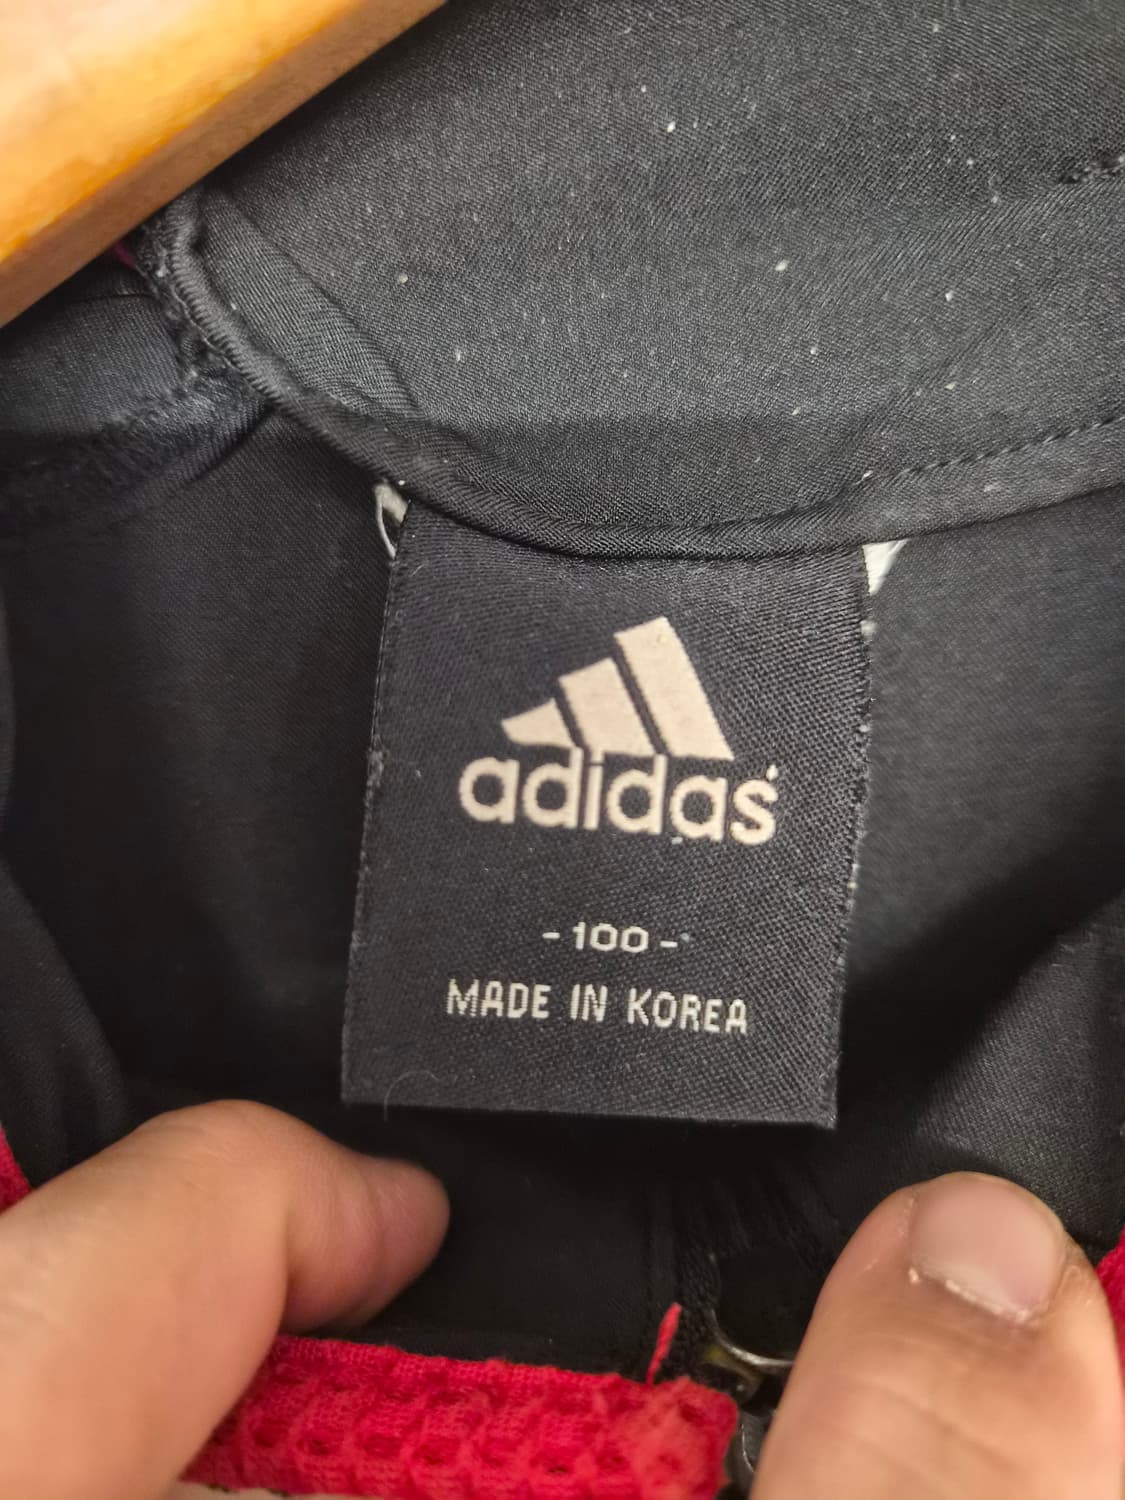 adidas
- 100 -
MADE IN KOREA